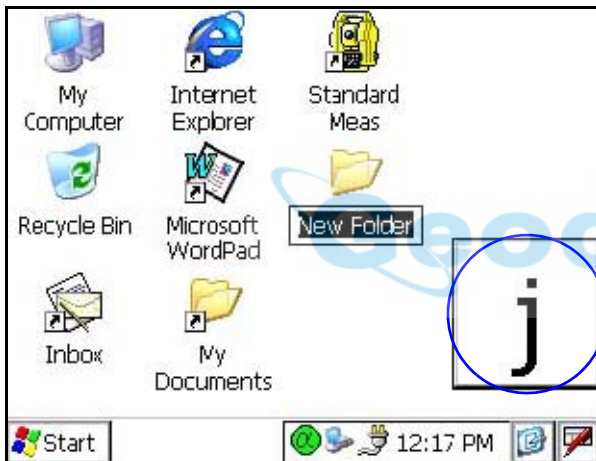 My Computer
Internet Explorer
Standard Meas
Recycle Bin
Microsoft WordPad
New Folder
Geo
j
Inbox
My Documents
Start
α
12:17 PM